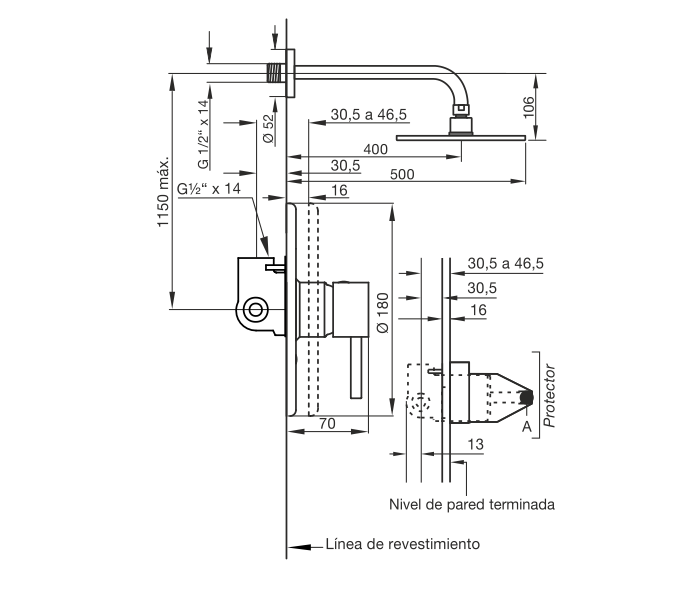 30,5 a 46,5
106
G 1/2“ x 14
Ø 52
400
30,5
500
16
1150 máx.
G½“ x 14
30,5 a 46,5
30,5
16
Ø 180
70
Protector
A
13
Nivel de pared terminada
Línea de revestimiento